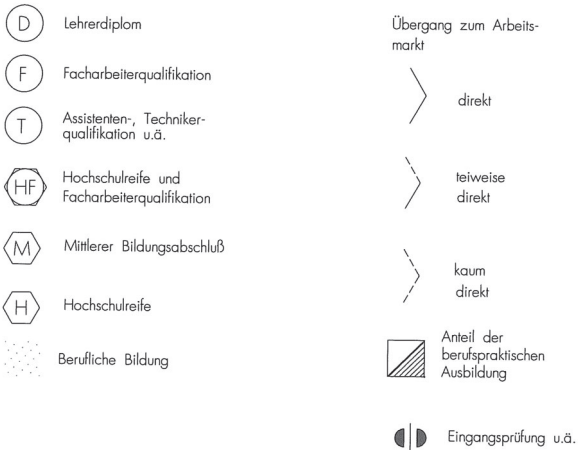 D Lehrerdiplom
F Facharbeiterqualifikation
T Assistenten-, Techniker-
qualifikation u.ä.
HF Hochschulreife und
Facharbeiterqualifikation
M Mittlerer Bildungsabschluß
H Hochschulreife
Berufliche Bildung
Übergang zum Arbeits-
markt
direkt
teiweise
direkt
kaum
direkt
Anteil der
berufspraktischen
Ausbildung
Eingangsprüfung u.ä.